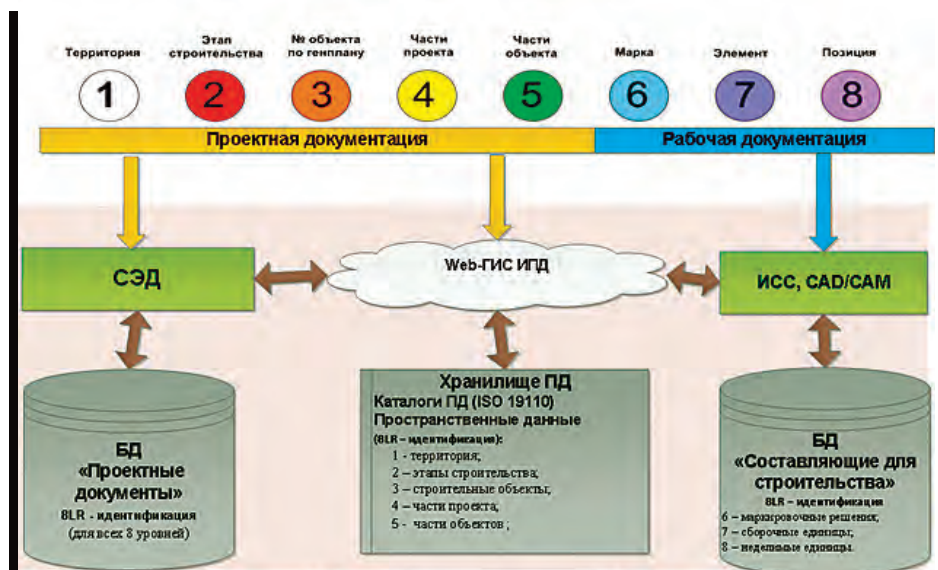 Территория
Этап
строительства
№ объекта
по генплану
Части
проекта
Части
объекта
Марка
Элемент
Позиция
1
2
3
4
5
6
7
8
Проектная документация
Рабочая документация
СЭД
Web-ГИС ИПД
ИСС, CAD/CAM
БД
«Проектные
документы»
8LR - идентификация
(для всех 8 уровней)
Хранилище ПД
Каталоги ПД (ISO 19110)
Пространственные данные
(8LR – идентификация):
1 - территория;
2 – этапы строительства;
3 – строительные объекты;
4 – части проекта;
5 - части объектов ;
БД
«Составляющие для
строительства»
8LR – идентификация
6 – маркировочные решения;
7 – сборочные единицы;
8 – неделимые единицы.